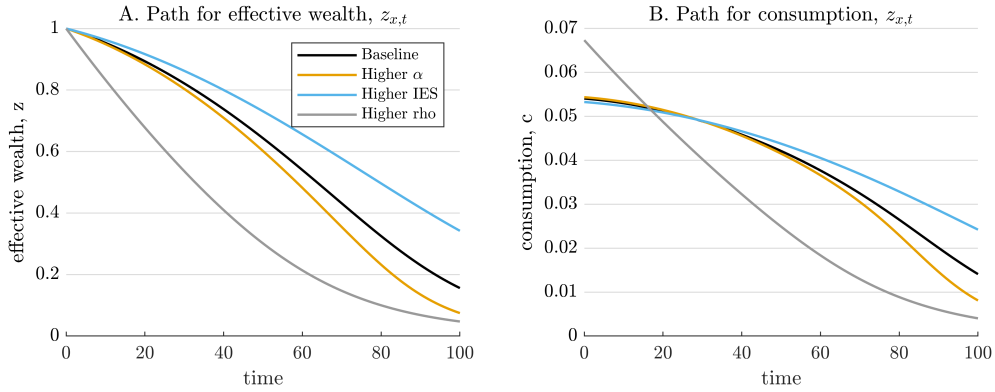 A. Path for effective wealth, z_{x,t}
effective wealth, z
1
0.8
0.6
0.4
0.2
0
0 20 40 60 80 100
time
Baseline
Higher α
Higher IES
Higher rho
B. Path for consumption, z_{x,t}
consumption, c
0.07
0.06
0.05
0.04
0.03
0.02
0.01
0
0 20 40 60 80 100
time